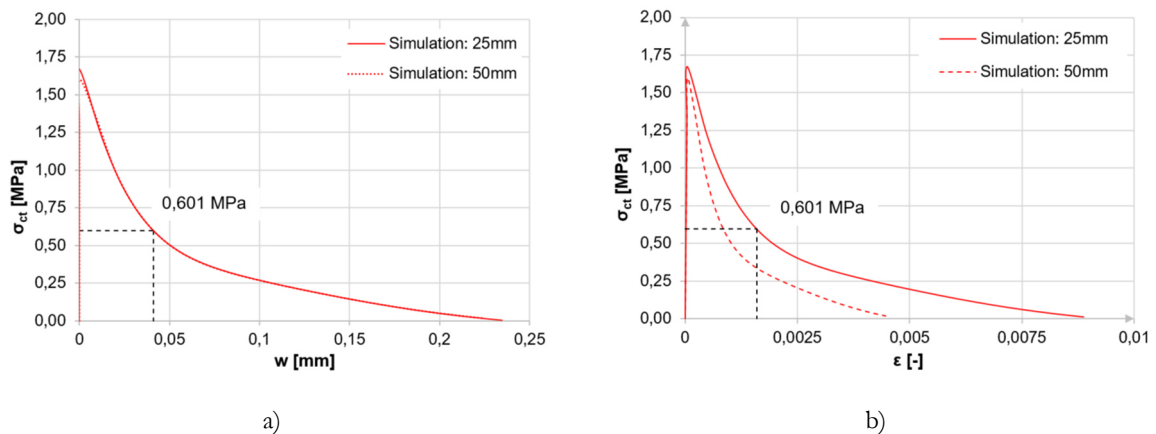 2,00
1,75
1,50
1,25
1,00
0,75
0,50
0,25
0,00
σct [MPa]
Simulation: 25mm
Simulation: 50mm
0,601 MPa
0
0,05
0,1
0,15
0,2
0,25
w [mm]
a)
2,00
1,75
1,50
1,25
1,00
0,75
0,50
0,25
0,00
σct [MPa]
Simulation: 25mm
Simulation: 50mm
0,601 MPa
0
0,0025
0,005
0,0075
0,01
ε [-]
b)